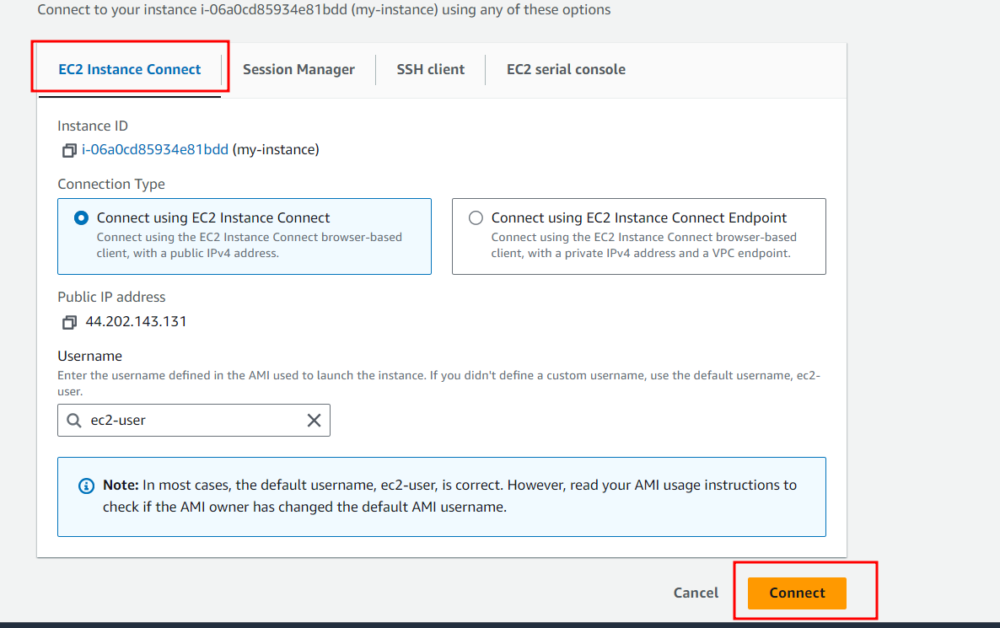 Connect to your instance i-06a0cd85934e81bdd (my-instance) using any of these options
EC2 Instance Connect
Session Manager
SSH client
EC2 serial console
Instance ID
i-06a0cd85934e81bdd (my-instance)
Connection Type
Connect using EC2 Instance Connect
Connect using the EC2 Instance Connect browser-based
client, with a public IPv4 address.
Connect using EC2 Instance Connect Endpoint
Connect using the EC2 Instance Connect browser-based
client, with a private IPv4 address and a VPC endpoint.
Public IP address
44.202.143.131
Username
Enter the username defined in the AMI used to launch the instance. If you didn't define a custom username, use the default username, ec2-
user.
ec2-user
Note: In most cases, the default username, ec2-user, is correct. However, read your AMI usage instructions to
check if the AMI owner has changed the default AMI username.
Cancel
Connect